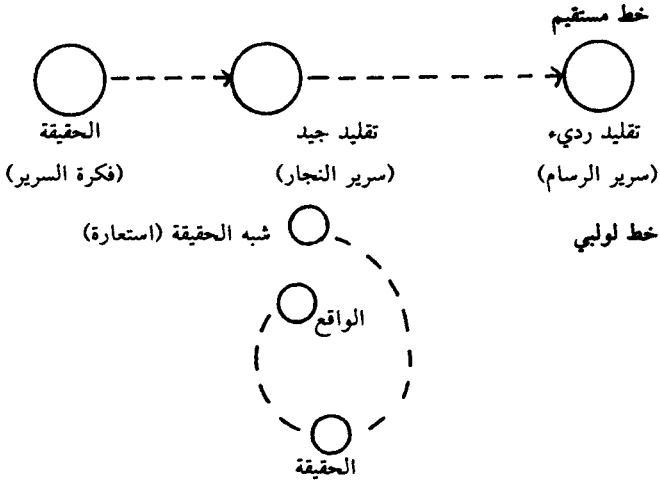 خط مستقيم
الحقيقة تقليد جيد تقليد رديء
(فكرة السرير) (سرير النجار) (سرير الرسام)
خط لولبي
شبه الحقيقة (استعارة)
الواقع
الحقيقة